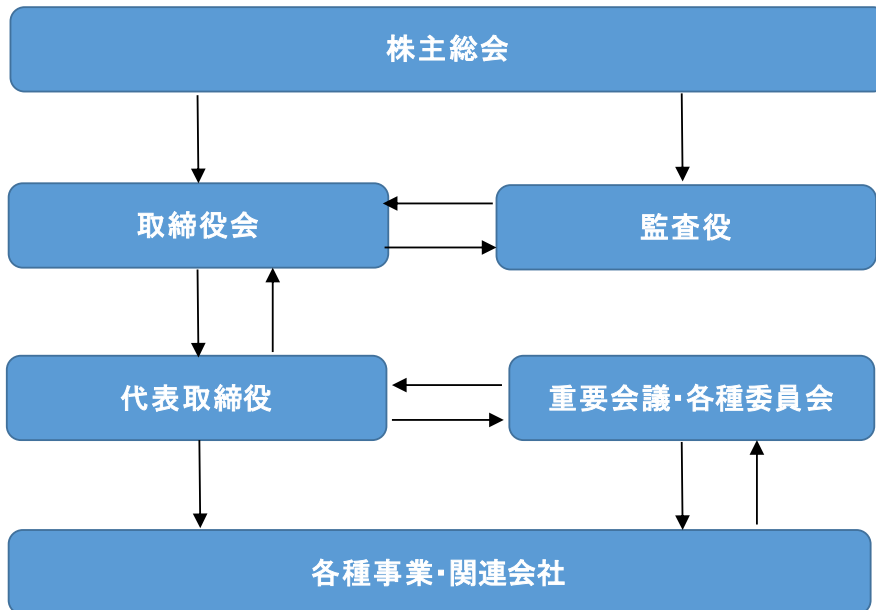 株主総会
取締役会
監査役
代表取締役
重要会議・各種委員会
各種事業・関連会社